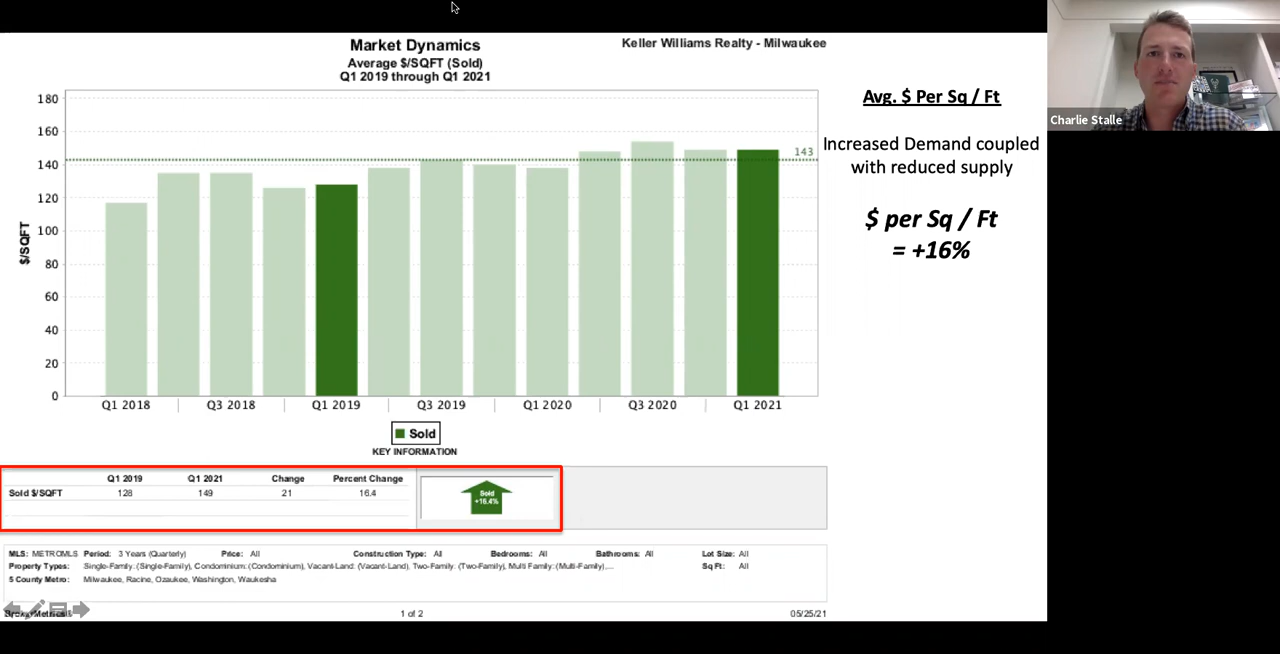 Market Dynamics
Keller Williams Realty - Milwaukee
Average $/SQFT (Sold)
Q1 2019 through Q1 2021
180
160
140
120
100
80
60
40
20
0
$/SQFT
143
Q1 2018 Q3 2018 Q1 2019 Q3 2019 Q1 2020 Q3 2020 Q1 2021
Sold
KEY INFORMATION
Q1 2019 Q1 2021 Change Percent Change
Sold $/SQFT 128 149 21 16.4
Sold
+16.4%
MLS: METROMLS Period: 3 Years (Quarterly) Price: All Construction Type: All Bedrooms: All Bathrooms: All Lot Size: All
Property Types: Single-Family: (Single-Family), Condominium: (Condominium), Vacant-Land: (Vacant-Land), Two-Family: (Two-Family), Multi Family: (Multi-Family),... Sq Ft: All
5 County Metro: Milwaukee, Racine, Ozaukee, Washington, Waukesha
1 of 2
05/25/21
Avg. $ Per Sq / Ft
Increased Demand coupled
with reduced supply
$ per Sq / Ft
= +16%
Charlie Stalle